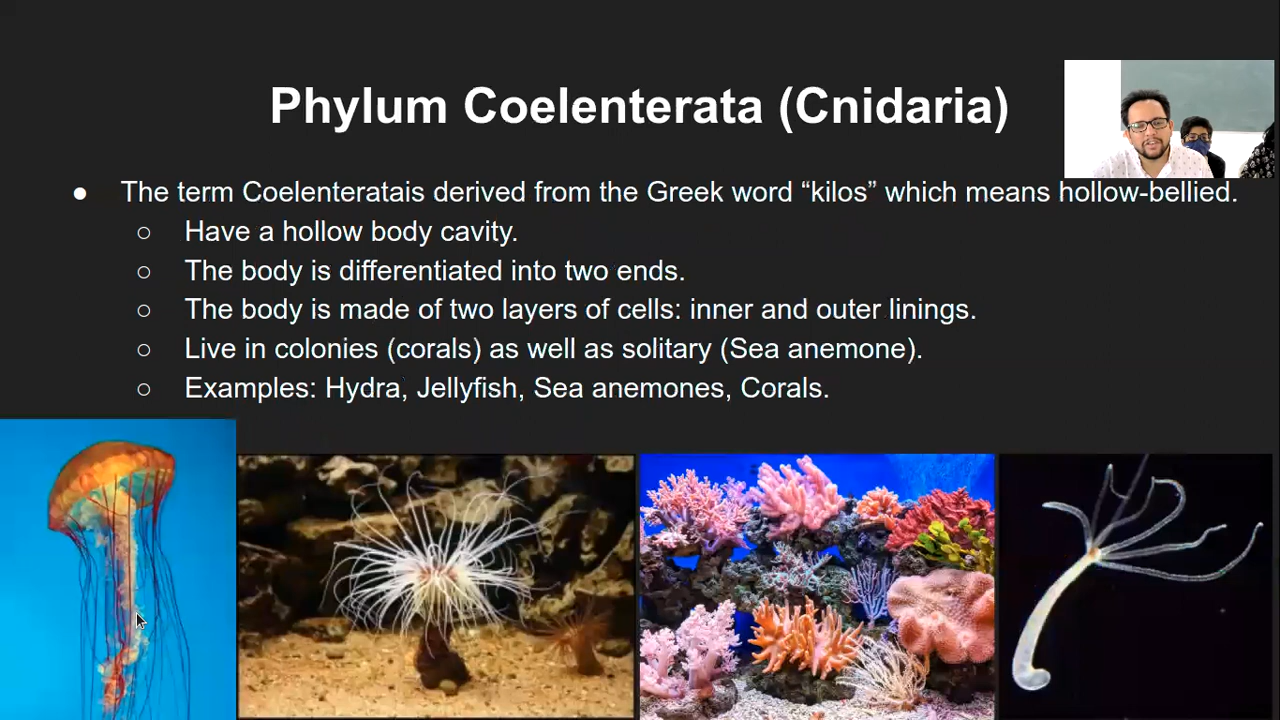 Phylum Coelenterata (Cnidaria)
● The term Coelenteratais derived from the Greek word “kilos” which means hollow-bellied.
○ Have a hollow body cavity.
○ The body is differentiated into two ends.
○ The body is made of two layers of cells: inner and outer linings.
○ Live in colonies (corals) as well as solitary (Sea anemone).
○ Examples: Hydra, Jellyfish, Sea anemones, Corals.